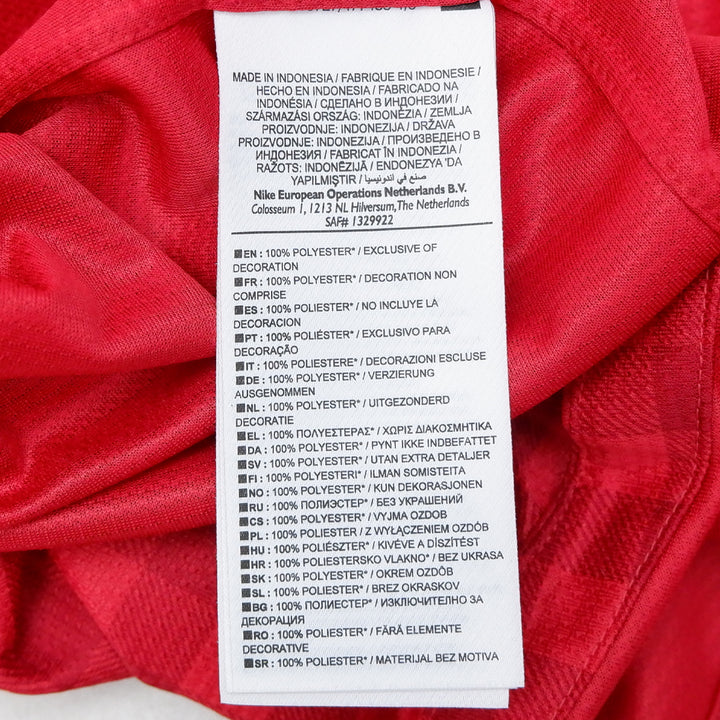 MADE IN INDONESIA / FABRIQUE EN INDONESIE /
HECHO EN INDONESIA / FABRICADO NA
INDONÉSIA / СДЕЛАНО В ИНДОНЕЗИИ /
SZÁRMAZÁSI ORSZÁG: INDONÉZIA / ZEMLJA
PROIZVODNJE: INDONEZIJA / DRŽAVA
PROIZVODNJE: INDONEZIJA / ПРОИЗВЕДЕНО В
ИНДОНЕЗИЯ / FABRICAT ÎN INDONEZIA /
RAŽOTS: INDONĒZIJĀ / ENDONEZYA 'DA
YAPILMIŞTIR / صنع في اندونيسيا /
Nike European Operations Netherlands B.V.
Colosseum 1, 1213 NL Hilversum, The Netherlands
SAF# 1329922
EN : 100% POLYESTER* / EXCLUSIVE OF
DECORATION
FR : 100% POLYESTER* / DECORATION NON
COMPRISE
ES : 100% POLIESTER* / NO INCLUYE LA
DECORACION
PT : 100% POLIÉSTER* / EXCLUSIVO PARA
DECORAÇÃO
IT : 100% POLIESTERE* / DECORAZIONI ESCLUSE
DE : 100% POLYESTER* / VERZIERUNG
AUSGENOMMEN
NL : 100% POLYESTER* / UITGEZONDERD
DECORATIE
EL : 100% ΠΟΛΥΕΣΤΕΡΑΣ* / ΧΩΡΙΣ ΔΙΑΚΟΣΜΗΤΙΚΑ
DA : 100% POLYESTER* / PYNT IKKE INDBEFATTET
SV : 100% POLYESTER* / UTAN EXTRA DETALJER
FI : 100% POLYESTERI* / ILMAN SOMISTEITA
NO : 100% POLYESTER* / KUN DEKORASJONEN
RU : 100% ПОЛИЭСТЕР* / БЕЗ УКРАШЕНИЙ
CS : 100% POLYESTER* / VYJMA OZDOB
PL : 100% POLIESTER / Z WYŁĄCZENIEM OZDÓB
HU : 100% POLIÉSZTER* / KIVÉVE A DÍSZÍTÉST
HR : 100% POLIESTERSKO VLAKNO* / BEZ UKRASA
SK : 100% POLYESTER* / OKREM OZDÔB
SL : 100% POLIESTER* / BREZ OKRASKOV
BG : 100% ПОЛИЕСТЕР* / ИЗКЛЮЧИТЕЛНО ЗА
ДЕКОРАЦИЯ
RO : 100% POLIESTER* / FĂRĂ ELEMENTE
DECORATIVE
SR : 100% POLIESTER* / MATERIJAL BEZ MOTIVA